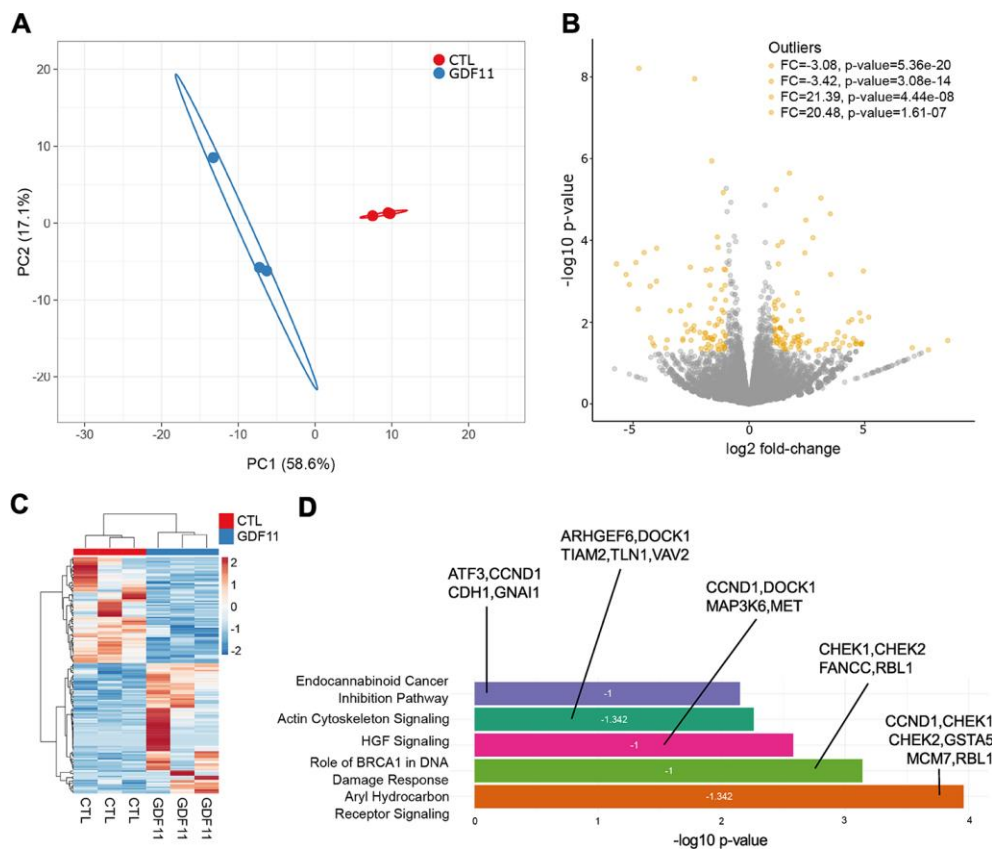 A
CTL
GDF11
20
10
0
-10
-20
PC2 (17.1%)
-30
-20
-10
0
10
20
PC1 (58.6%)
B
Outliers
FC=-3.08, p-value=5.36e-20
FC=-3.42, p-value=3.08e-14
FC=21.39, p-value=4.44e-08
FC=20.48, p-value=1.61e-07
8
6
4
2
0
-log10 p-value
-5
0
5
log2 fold-change
C
CTL
GDF11
2
1
0
-1
-2
CTL
CTL
CTL
GDF11
GDF11
GDF11
D
ARHGEF6,DOCK1
TIAM2,TLN1,VAV2
ATF3,CCND1
CDH1,GNAI1
CCND1,DOCK1
MAP3K6,MET
CHEK1,CHEK2
FANCC,RBL1
CCND1,CHEK1
CHEK2,GSTA5
MCM7,RBL1
Endocannabinoid Cancer
Inhibition Pathway
-1
Actin Cytoskeleton Signaling
-1.342
HGF Signaling
-1
Role of BRCA1 in DNA
Damage Response
-1
Aryl Hydrocarbon
Receptor Signaling
-1.342
0
1
2
3
4
-log10 p-value